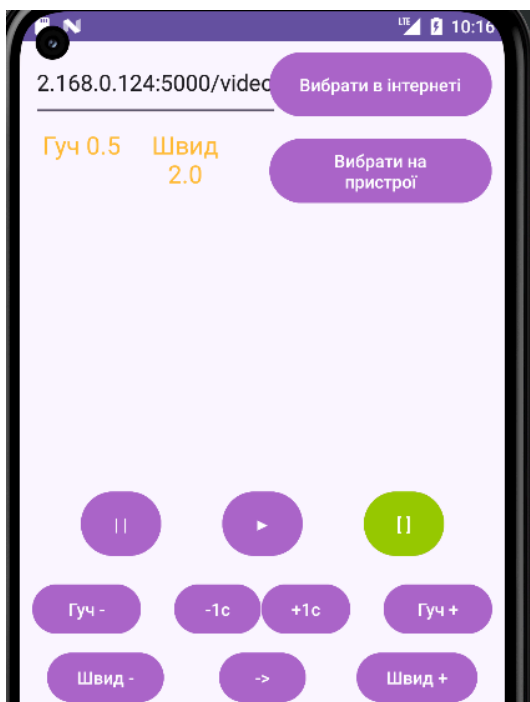 LTE 10:16
2.168.0.124:5000/video
Вибрати в інтернеті
Гуч 0.5
Швид
2.0
Вибрати на
пристрої
|| ► []
Гуч - -1с +1с Гуч +
Швид - -> Швид +